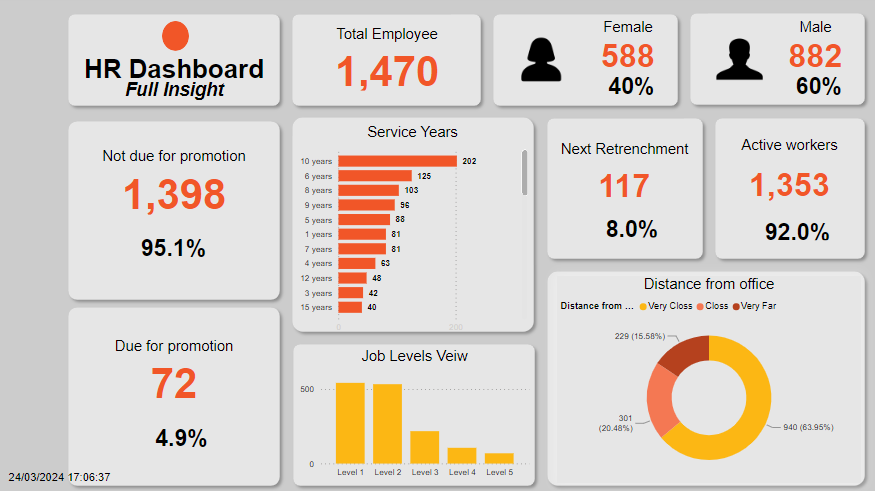 HR Dashboard
Full Insight
Total Employee
1,470
Female
588
40%
Male
882
60%
Not due for promotion
1,398
95.1%
Service Years
10 years 202
6 years 125
8 years 103
9 years 96
5 years 88
1 years 81
7 years 81
4 years 63
12 years 48
3 years 42
15 years 40
0 200
Next Retrenchment
117
8.0%
Active workers
1,353
92.0%
Due for promotion
72
4.9%
Job Levels Veiw
500
0
Level 1 Level 2 Level 3 Level 4 Level 5
Distance from office
Distance from ... Very Closs Closs Very Far
229 (15.58%)
301
(20.48%)
940 (63.95%)
24/03/2024 17:06:37